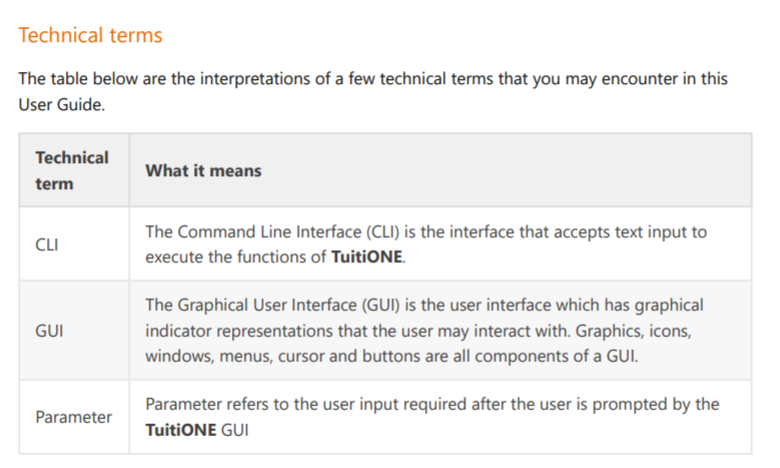 Technical terms
The table below are the interpretations of a few technical terms that you may encounter in this
User Guide.
Technical
term
What it means
CLI
The Command Line Interface (CLI) is the interface that accepts text input to
execute the functions of TuitiONE.
GUI
The Graphical User Interface (GUI) is the user interface which has graphical
indicator representations that the user may interact with. Graphics, icons,
windows, menus, cursor and buttons are all components of a GUI.
Parameter
Parameter refers to the user input required after the user is prompted by the
TuitiONE GUI